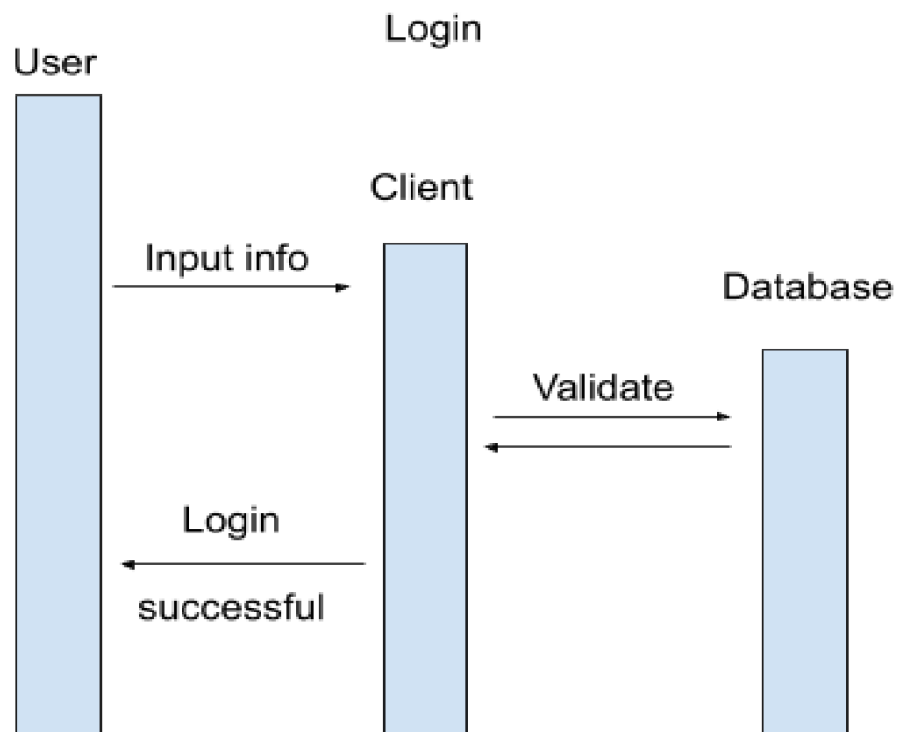 Login
User
Client
Input info
Database
Validate
Login
successful